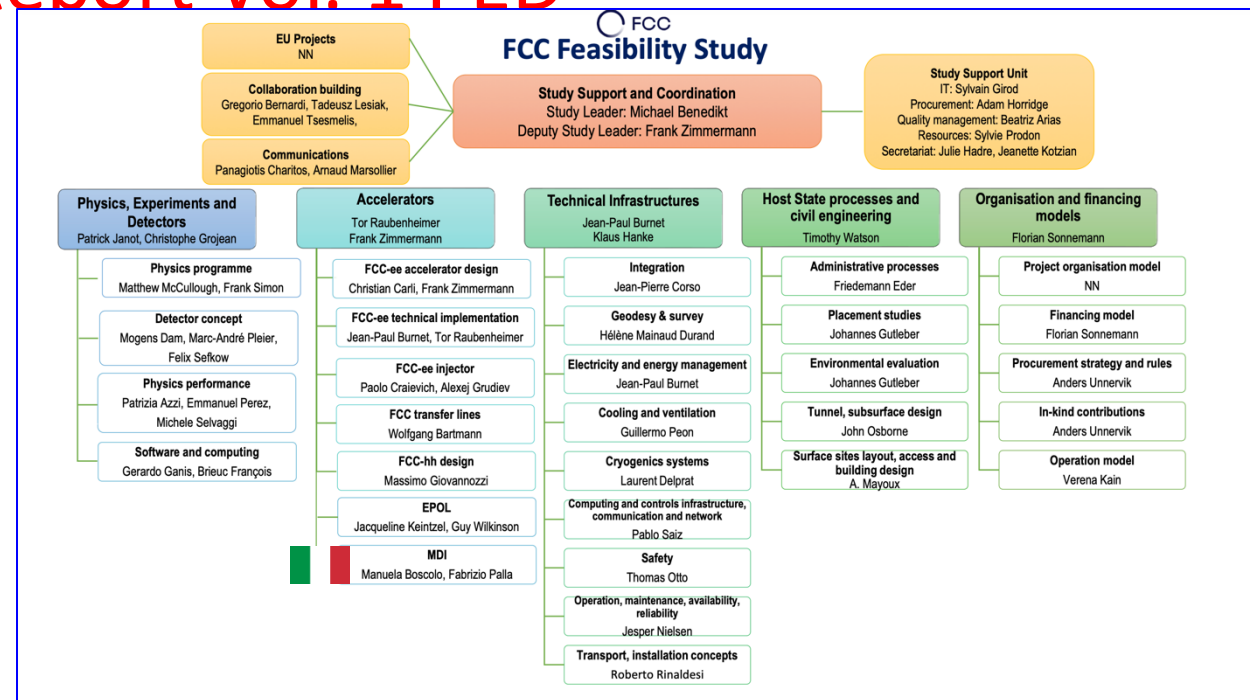 Report Vol. 1 PED
FCC
FCC Feasibility Study
EU Projects
NN
Collaboration building
Gregorio Bernardi, Tadeusz Lesiak,
Emmanuel Tsesmelis,
Communications
Panagiotis Charitos, Arnaud Marsollier
Study Support and Coordination
Study Leader: Michael Benedikt
Deputy Study Leader: Frank Zimmermann
Study Support Unit
IT: Sylvain Girod
Procurement: Adam Horridge
Quality management: Beatriz Arias
Resources: Sylvie Prodon
Secretariat: Julie Hadre, Jeanette Kotzian
Physics, Experiments and
Detectors
Patrick Janot, Christophe Grojean
Physics programme
Matthew McCullough, Frank Simon
Detector concept
Mogens Dam, Marc-André Pleier,
Felix Sefkow
Physics performance
Patrizia Azzi, Emmanuel Perez,
Michele Selvaggi
Software and computing
Gerardo Ganis, Brieuc François
Accelerators
Tor Raubenheimer
Frank Zimmermann
FCC-ee accelerator design
Christian Carli, Frank Zimmermann
FCC-ee technical implementation
Jean-Paul Burnet, Tor Raubenheimer
FCC-ee injector
Paolo Craievich, Alexej Grudiev
FCC transfer lines
Wolfgang Bartmann
FCC-hh design
Massimo Giovannozzi
EPOL
Jacqueline Keintzel, Guy Wilkinson
MDI
Manuela Boscolo, Fabrizio Palla
Technical Infrastructures
Jean-Paul Burnet
Klaus Hanke
Integration
Jean-Pierre Corso
Geodesy & survey
Hélène Mainaud Durand
Electricity and energy management
Jean-Paul Burnet
Cooling and ventilation
Guillermo Peon
Cryogenics systems
Laurent Delprat
Computing and controls infrastructure,
communication and network
Pablo Saiz
Safety
Thomas Otto
Operation, maintenance, availability,
reliability
Jesper Nielsen
Transport, installation concepts
Roberto Rinaldesi
Host State processes and
civil engineering
Timothy Watson
Administrative processes
Friedemann Eder
Placement studies
Johannes Gutleber
Environmental evaluation
Johannes Gutleber
Tunnel, subsurface design
John Osborne
Surface sites layout, access and
building design
A. Mayoux
Organisation and financing
models
Florian Sonnemann
Project organisation model
NN
Financing model
Florian Sonnemann
Procurement strategy and rules
Anders Unnervik
In-kind contributions
Anders Unnervik
Operation model
Verena Kain